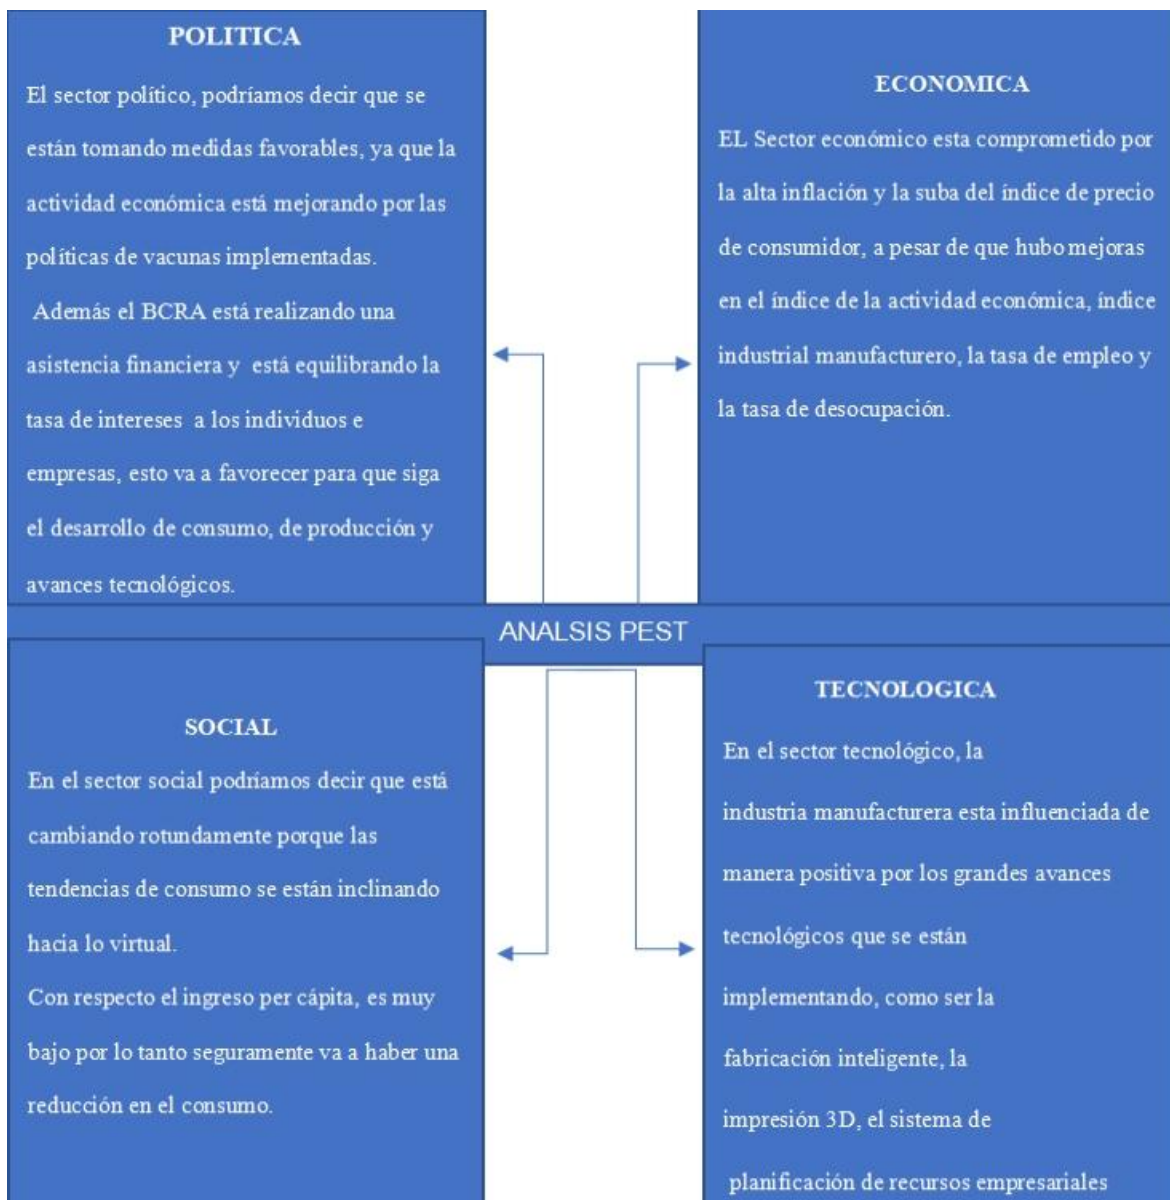 POLITICA
El sector político, podríamos decir que se
están tomando medidas favorables, ya que la
actividad económica está mejorando por las
políticas de vacunas implementadas.
Además el BCRA está realizando una
asistencia financiera y está equilibrando la
tasa de intereses a los individuos e
empresas, esto va a favorecer para que siga
el desarrollo de consumo, de producción y
avances tecnológicos.
ECONOMICA
EL Sector económico esta comprometido por
la alta inflación y la suba del índice de precio
de consumidor, a pesar de que hubo mejoras
en el índice de la actividad económica, índice
industrial manufacturero, la tasa de empleo y
la tasa de desocupación.
ANALSIS PEST
SOCIAL
En el sector social podríamos decir que está
cambiando rotundamente porque las
tendencias de consumo se están inclinando
hacia lo virtual.
Con respecto el ingreso per cápita, es muy
bajo por lo tanto seguramente va a haber una
reducción en el consumo.
TECNOLOGICA
En el sector tecnológico, la
industria manufacturera esta influenciada de
manera positiva por los grandes avances
tecnológicos que se están
implementando, como ser la
fabricación inteligente, la
impresión 3D, el sistema de
planificación de recursos empresariales